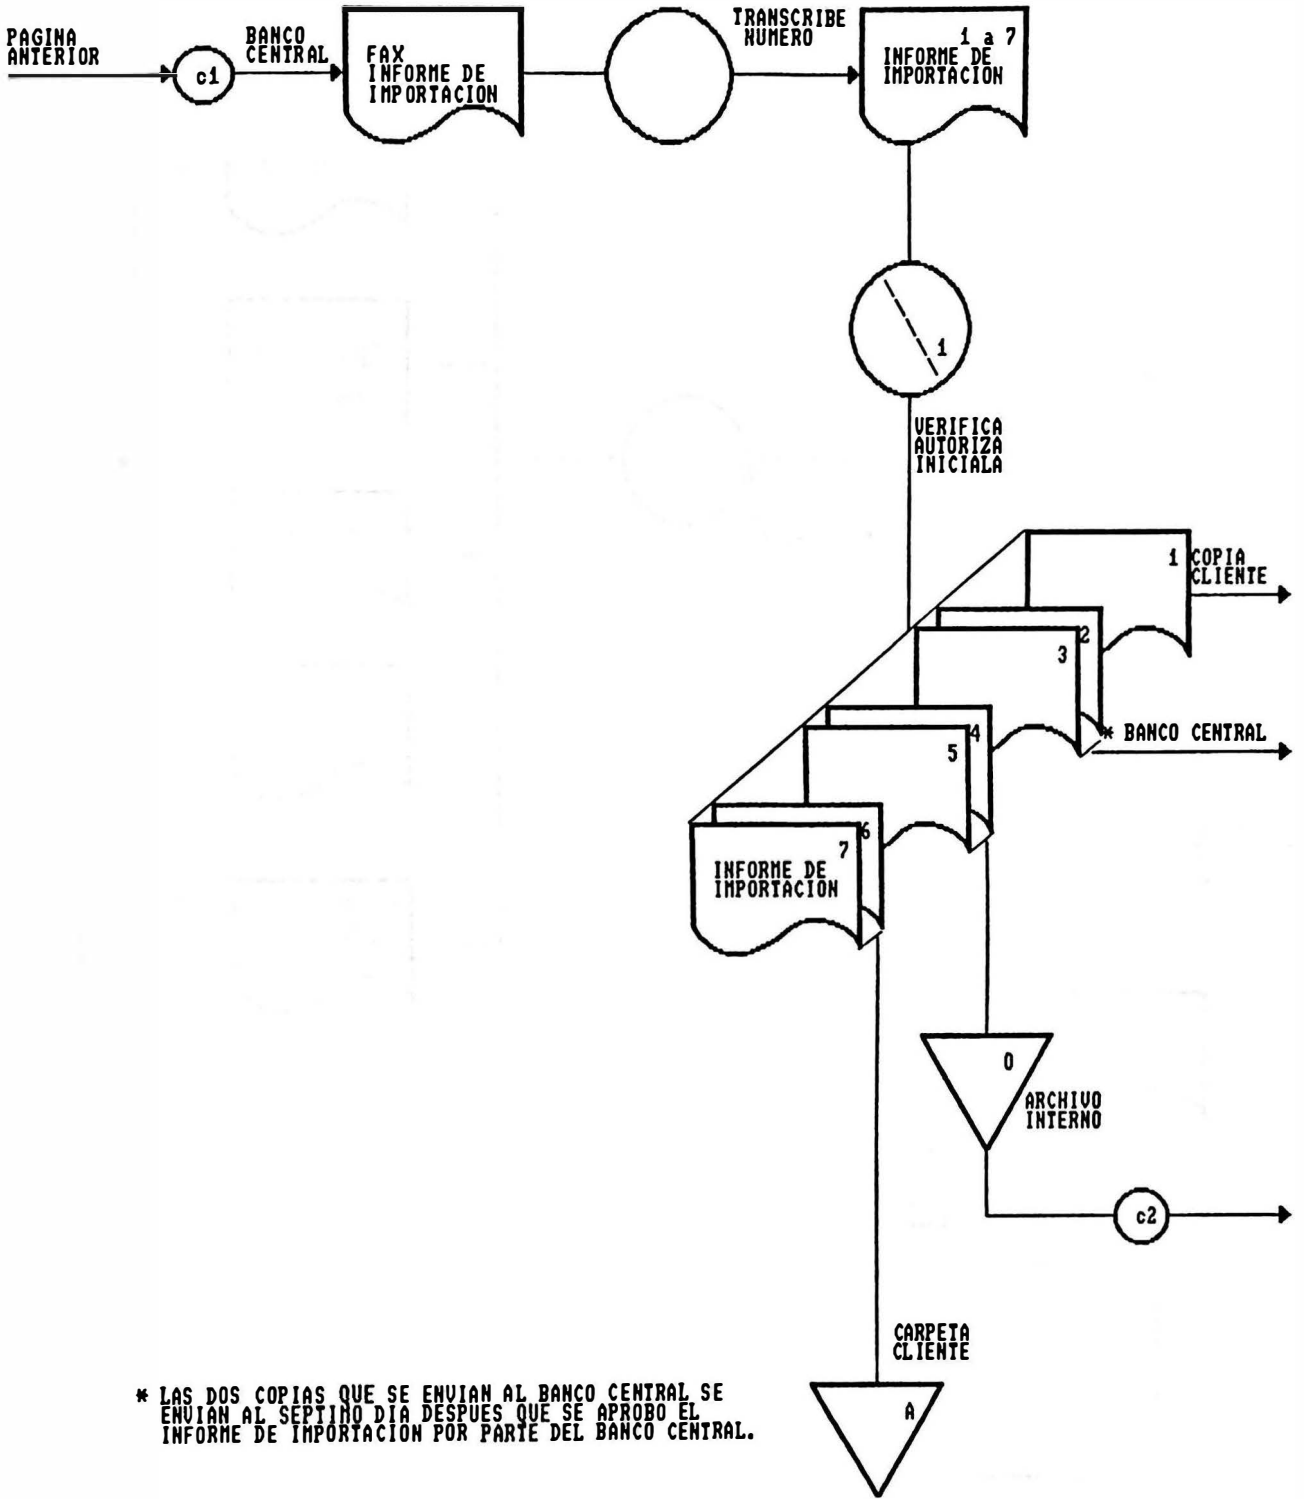 PAGINA
ANTERIOR
c1
BANCO
CENTRAL
FAX
INFORME DE
IMPORTACION
TRANSCRIBE
NUMERO
1 a 7
INFORME DE
IMPORTACION
1
VERIFICA
AUTORIZA
INICIALA
1
COPIA
CLIENTE
2
3
* BANCO CENTRAL
4
5
6
7
INFORME DE
IMPORTACION
O
ARCHIVO
INTERNO
c2
CARPETA
CLIENTE
A
* LAS DOS COPIAS QUE SE ENVIAN AL BANCO CENTRAL SE
ENVIAN AL SEPTIMO DIA DESPUES QUE SE APROBO EL
INFORME DE IMPORTACION POR PARTE DEL BANCO CENTRAL.